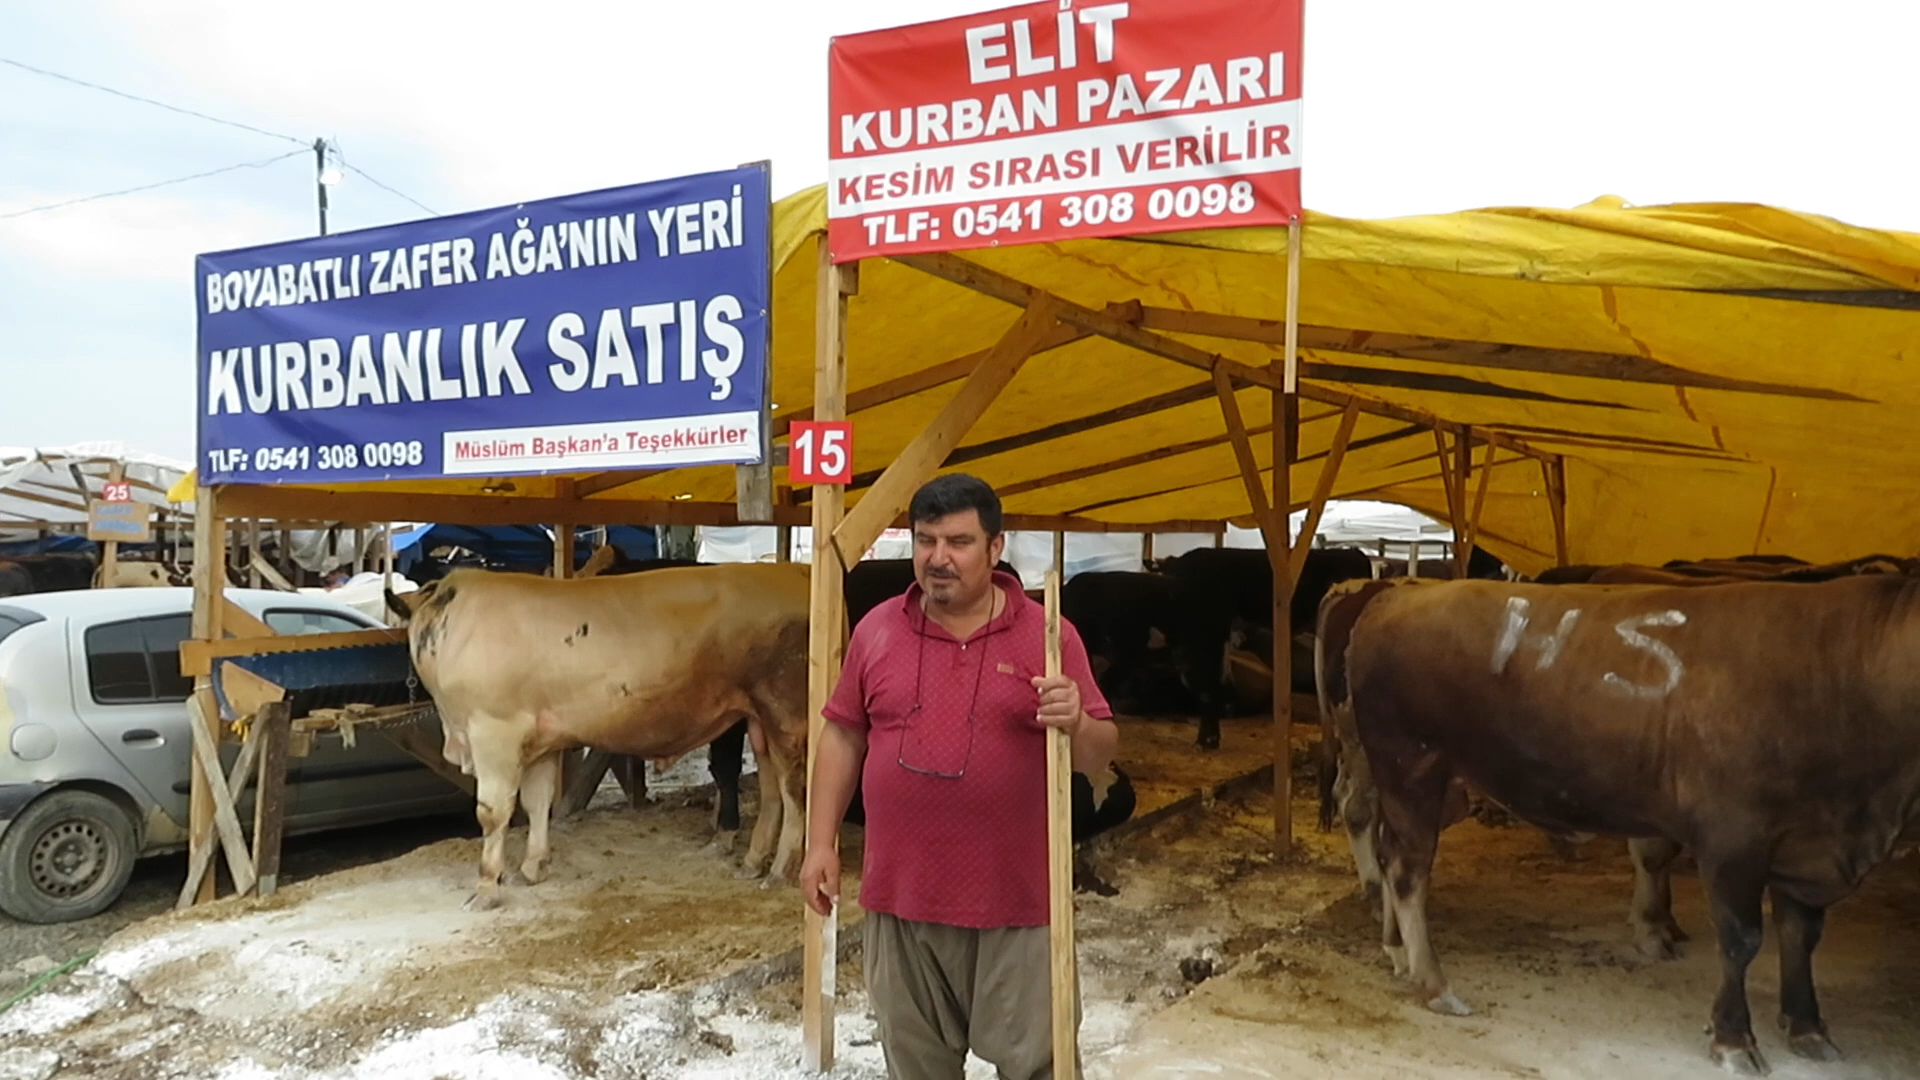 BOYABATLI ZAFER AĞA'NIN YERİ
KURBANLIK SATIŞ
TLF: 0541 308 0098
Müslüm Başkan'a Teşekkürler
ELİT
KURBAN PAZARI
KESİM SIRASI VERİLİR
TLF: 0541 308 0098
15
25
HS